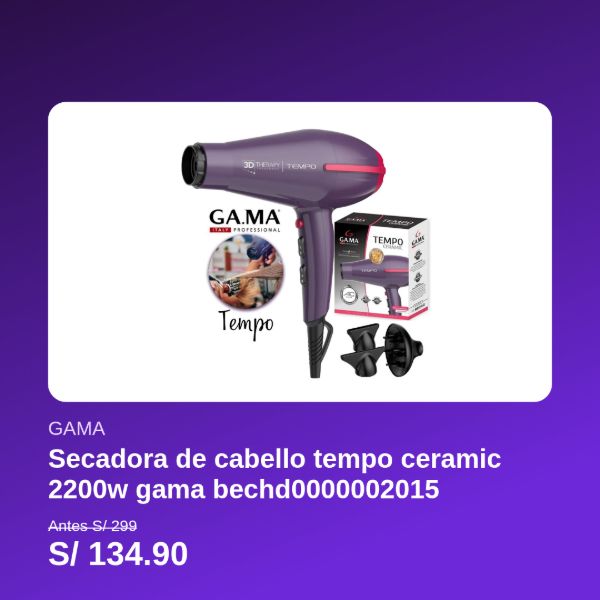 3D THERAPY
TEMPO
GA.MA
ITALY PROFESSIONAL
Tempo
GA.MA
TEMPO
CERAMIC
TEMPO
GAMA
Secadora de cabello tempo ceramic
2200w gama bechd0000002015
Antes S/ 299
S/ 134.90